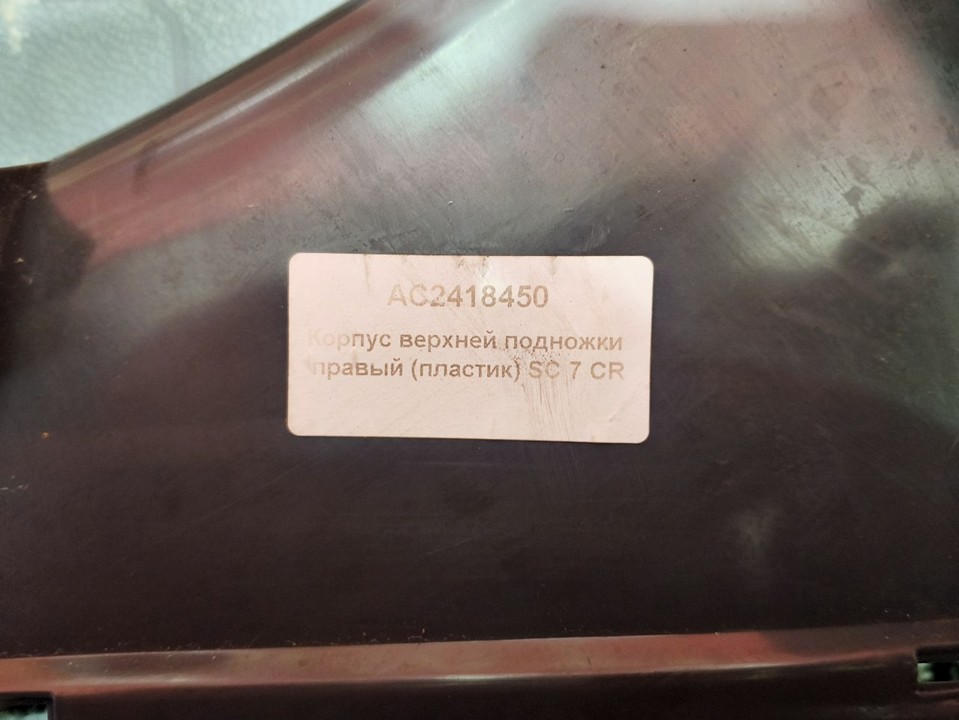 AC2418450
Корпус верхней подножки
правый (пластик) SC 7 CR